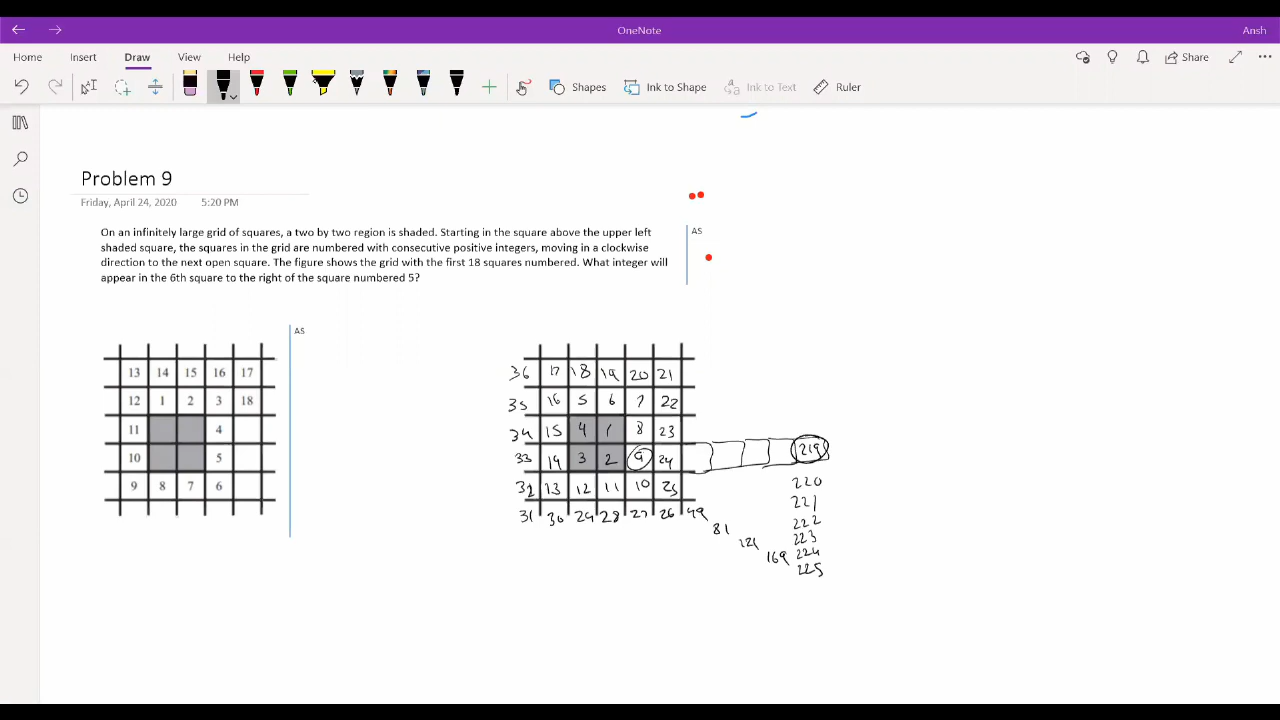 OneNote
Ansh
Home Insert Draw View Help
Shapes Ink to Shape Ink to Text Ruler Share
Problem 9
Friday, April 24, 2020 5:20 PM
On an infinitely large grid of squares, a two by two region is shaded. Starting in the square above the upper left
shaded square, the squares in the grid are numbered with consecutive positive integers, moving in a clockwise
direction to the next open square. The figure shows the grid with the first 18 squares numbered. What integer will
appear in the 6th square to the right of the square numbered 5?
AS
AS
13 14 15 16 17
12 1 2 3 18
11 4
10 5
9 8 7 6
36 17 18 19 20 21
35 16 5 6 7 22
34 15 4 1 8 23
33 14 3 2 9 24 219
32 13 12 11 10 25
31 30 29 28 27 26 49
81
121
169
220
221
222
223
224
225